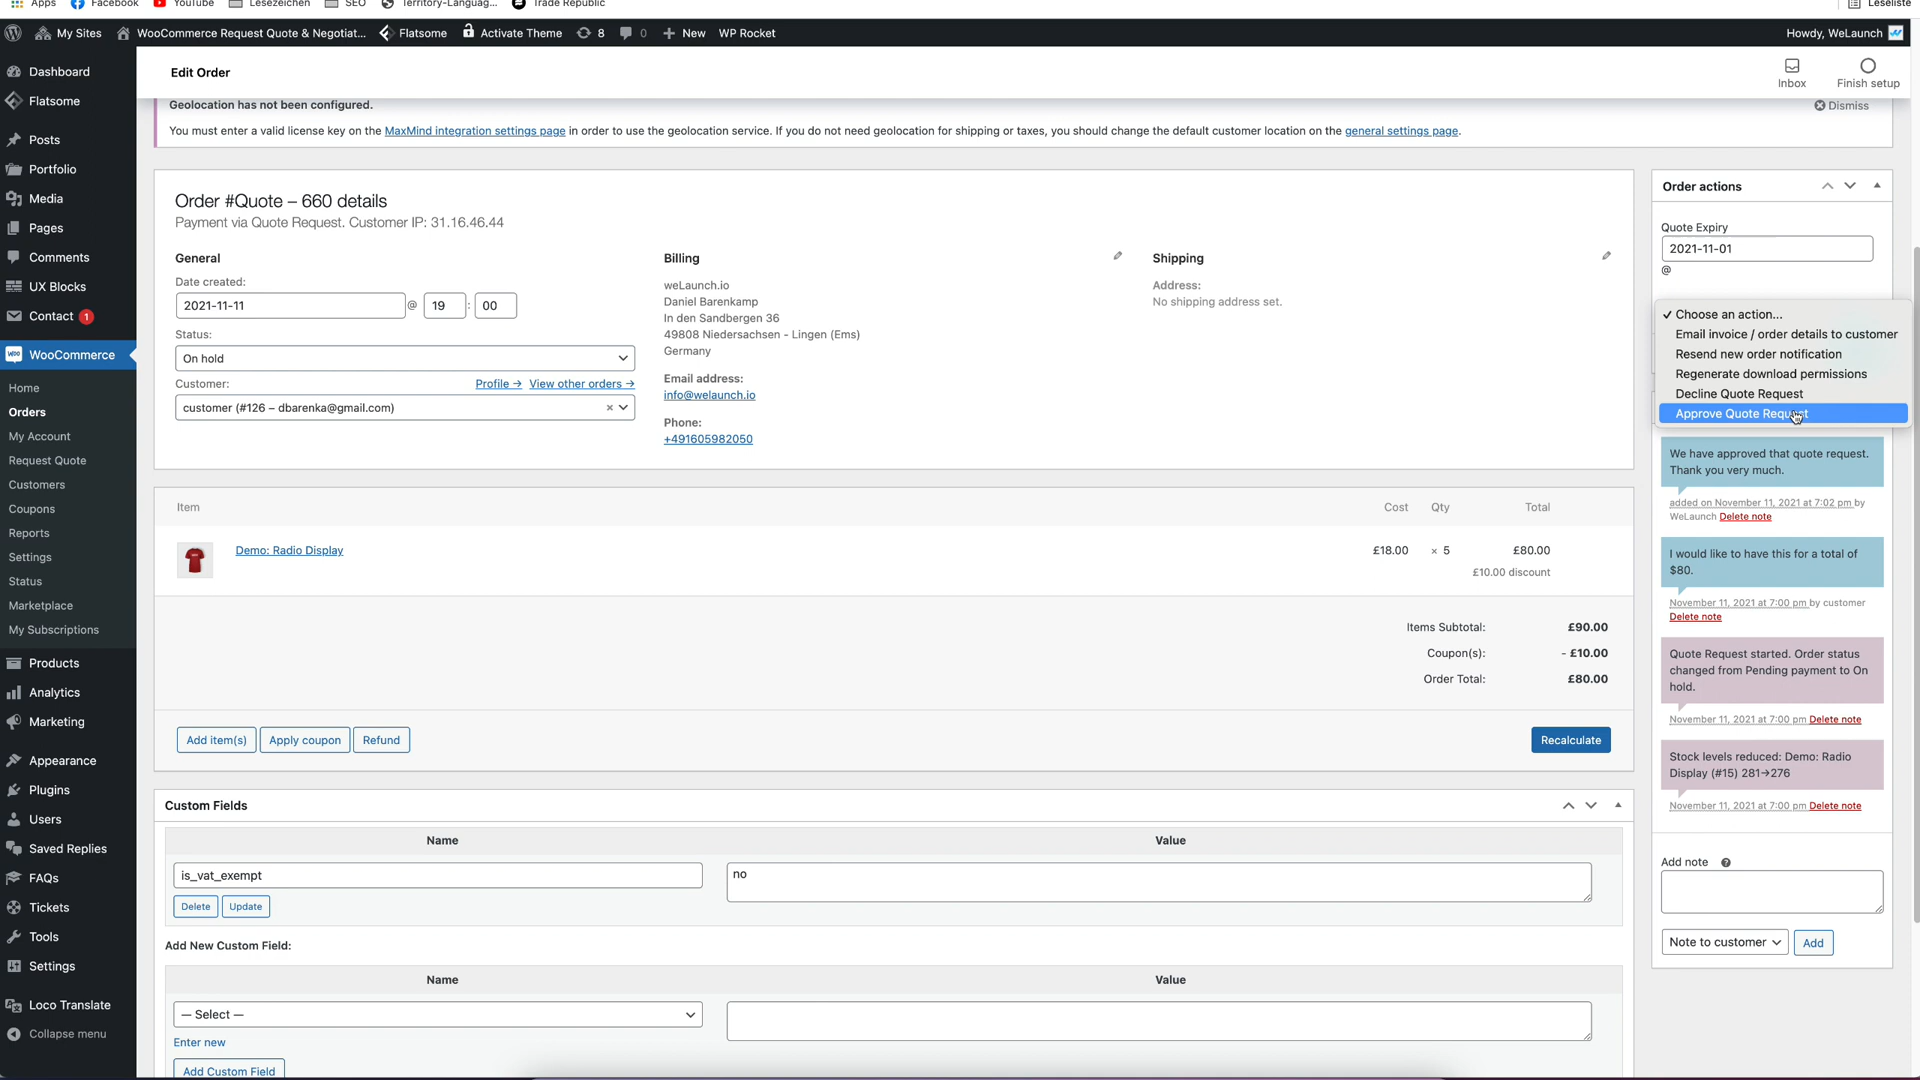 Apps Facebook YouTube Lesezeichen SEO Territory-Languag... Trade Republic Leseliste
My Sites WooCommerce Request Quote & Negotiat... Flatsome Activate Theme 8 0 New WP Rocket Howdy, WeLaunch
Dashboard
Flatsome
Posts
Portfolio
Media
Pages
Comments
UX Blocks
Contact 1
WooCommerce
Home
Orders
My Account
Request Quote
Customers
Coupons
Reports
Settings
Status
Marketplace
My Subscriptions
Products
Analytics
Marketing
Appearance
Plugins
Users
Saved Replies
FAQs
Tickets
Tools
Settings
Loco Translate
Collapse menu
Edit Order
Inbox
Finish setup
Geolocation has not been configured.
Dismiss
You must enter a valid license key on the MaxMind integration settings page in order to use the geolocation service. If you do not need geolocation for shipping or taxes, you should change the default customer location on the general settings page.
Order #Quote – 660 details
Payment via Quote Request. Customer IP: 31.16.46.44
General
Date created:
2021-11-11 @ 19 : 00
Status:
On hold
Customer: Profile → View other orders →
customer (#126 – dbarenka@gmail.com) ×
Billing
weLaunch.io
Daniel Barenkamp
In den Sandbergen 36
49808 Niedersachsen - Lingen (Ems)
Germany
Email address:
info@welaunch.io
Phone:
+491605982050
Shipping
Address:
No shipping address set.
Item Cost Qty Total
Demo: Radio Display £18.00 × 5 £80.00
£10.00 discount
Items Subtotal: £90.00
Coupon(s): - £10.00
Order Total: £80.00
Add item(s) Apply coupon Refund Recalculate
Custom Fields
Name Value
is_vat_exempt no
Delete Update
Add New Custom Field:
Name Value
— Select —
Enter new
Add Custom Field
Order actions
Quote Expiry
2021-11-01
@
✓ Choose an action...
Email invoice / order details to customer
Resend new order notification
Regenerate download permissions
Decline Quote Request
Approve Quote Request
We have approved that quote request.
Thank you very much.
added on November 11, 2021 at 7:02 pm by
WeLaunch Delete note
I would like to have this for a total of
$80.
November 11, 2021 at 7:00 pm by customer
Delete note
Quote Request started. Order status
changed from Pending payment to On
hold.
November 11, 2021 at 7:00 pm Delete note
Stock levels reduced: Demo: Radio
Display (#15) 281→276
November 11, 2021 at 7:00 pm Delete note
Add note ?
Note to customer Add